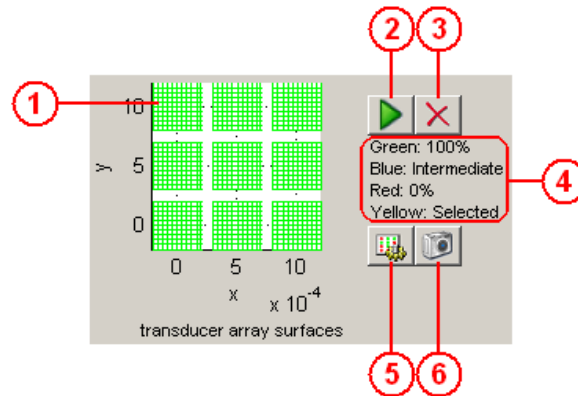 2
3
1
10
5
0
y
0 5 10
x
x 10-4
transducer array surfaces
Green: 100%
Blue: Intermediate
Red: 0%
Yellow: Selected
4
5
6